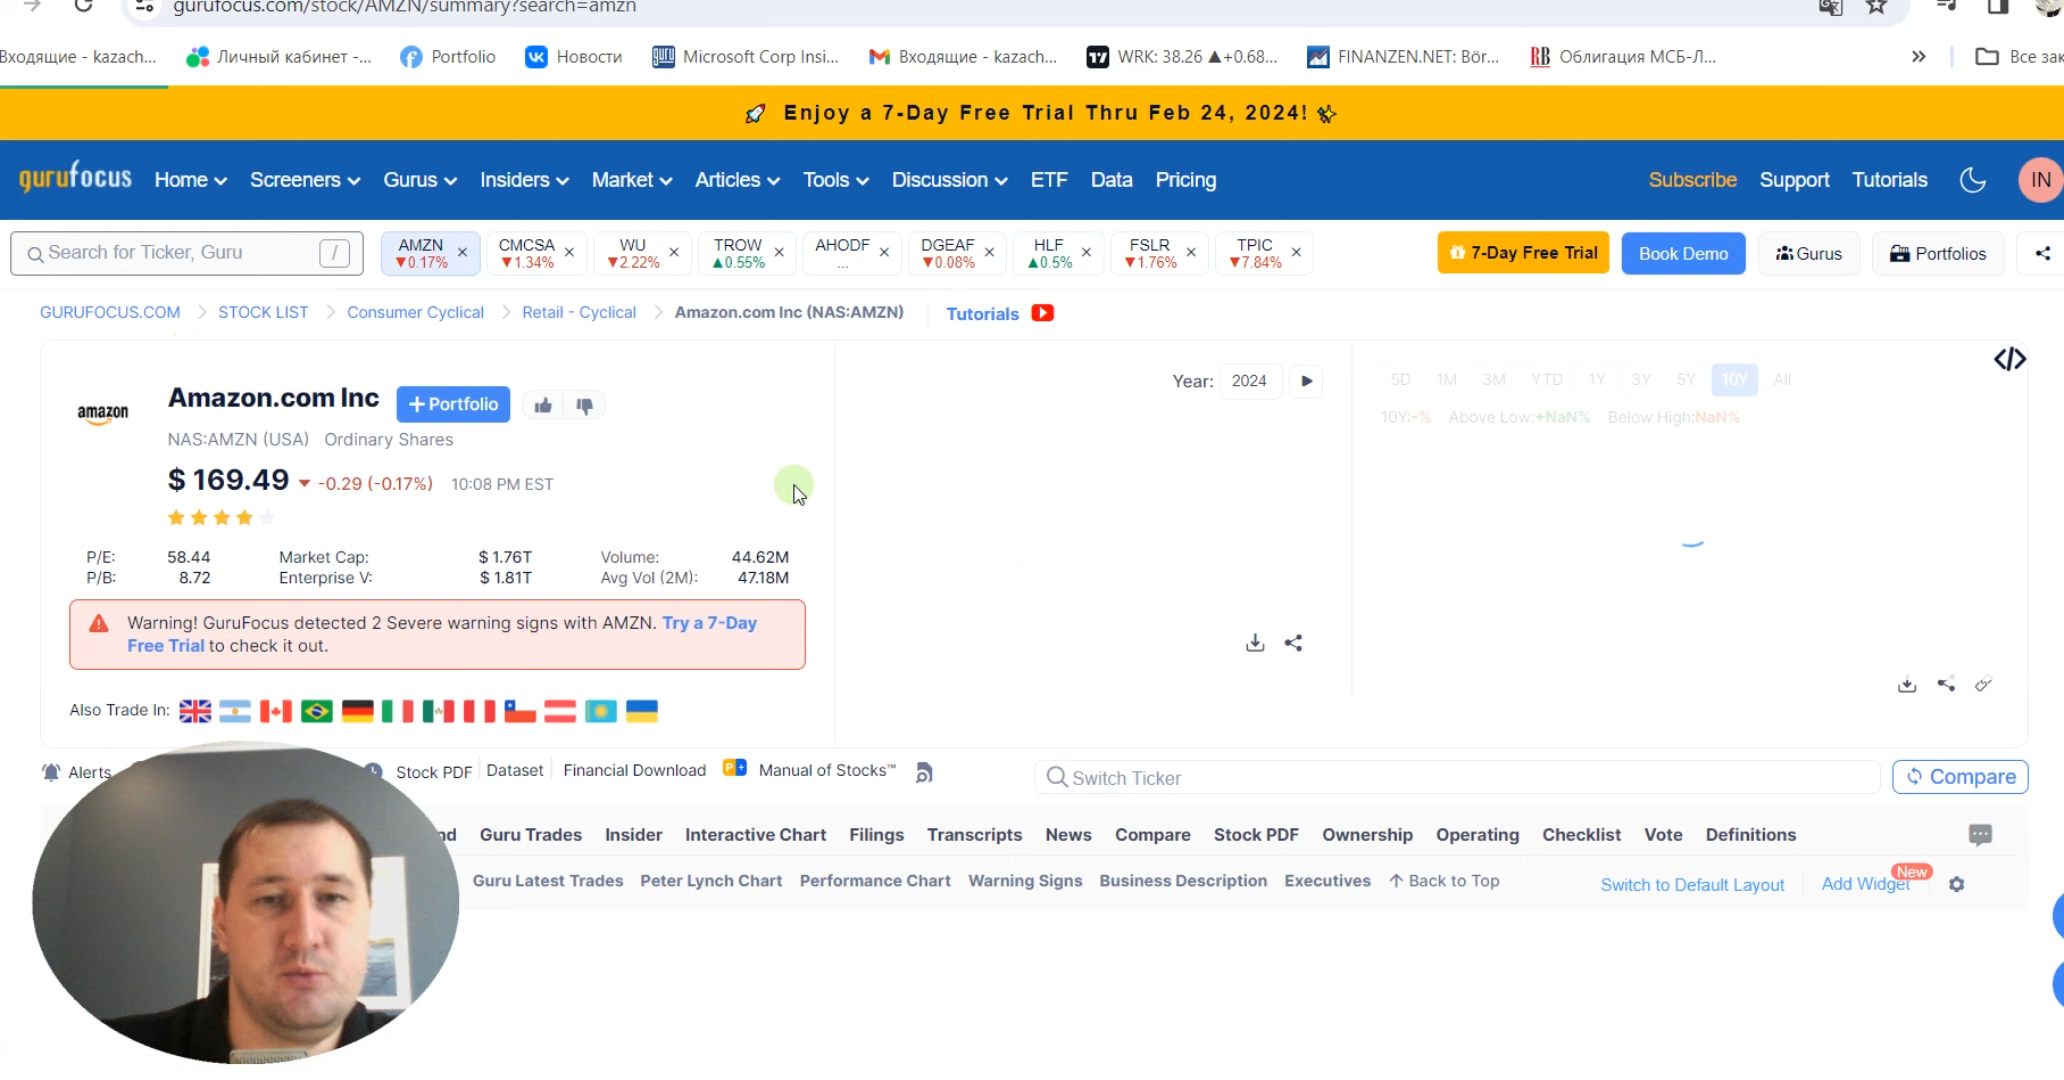 gurufocus.com/stock/AMZN/summary?search=amzn
Входящие - kazach... Личный кабинет -... Portfolio Новости Microsoft Corp Insi... Входящие - kazach... WRK: 38.26 ▲+0.68... FINANZEN.NET: Bör... Облигация МСБ-Л... » Все зак
Enjoy a 7-Day Free Trial Thru Feb 24, 2024!
gurufocus Home Screeners Gurus Insiders Market Articles Tools Discussion ETF Data Pricing Subscribe Support Tutorials IN
Search for Ticker, Guru / AMZN × CMCSA × WU × TROW × AHODF × DGEAF × HLF × FSLR × TPIC × 7-Day Free Trial Book Demo Gurus Portfolios
▼0.17% ▼1.34% ▼2.22% ▲0.55% ... ▼0.08% ▲0.5% ▼1.76% ▼7.84%
GURUFOCUS.COM > STOCK LIST > Consumer Cyclical > Retail - Cyclical > Amazon.com Inc (NAS:AMZN) Tutorials
</>
amazon
Amazon.com Inc + Portfolio
NAS:AMZN (USA) Ordinary Shares
$ 169.49 ▼ -0.29 (-0.17%) 10:08 PM EST
P/E: 58.44 Market Cap: $ 1.76T Volume: 44.62M
P/B: 8.72 Enterprise V: $ 1.81T Avg Vol (2M): 47.18M
Warning! GuruFocus detected 2 Severe warning signs with AMZN. Try a 7-Day
Free Trial to check it out.
Also Trade In:
Year: 2024
5D 1M 3M YTD 1Y 3Y 5Y 10Y All
10Y:-% Above Low:+NaN% Below High:NaN%
Alerts Stock PDF Dataset Financial Download P+ Manual of Stocks™ Switch Ticker Compare
nd Guru Trades Insider Interactive Chart Filings Transcripts News Compare Stock PDF Ownership Operating Checklist Vote Definitions
Guru Latest Trades Peter Lynch Chart Performance Chart Warning Signs Business Description Executives ↑ Back to Top Switch to Default Layout Add Widget New